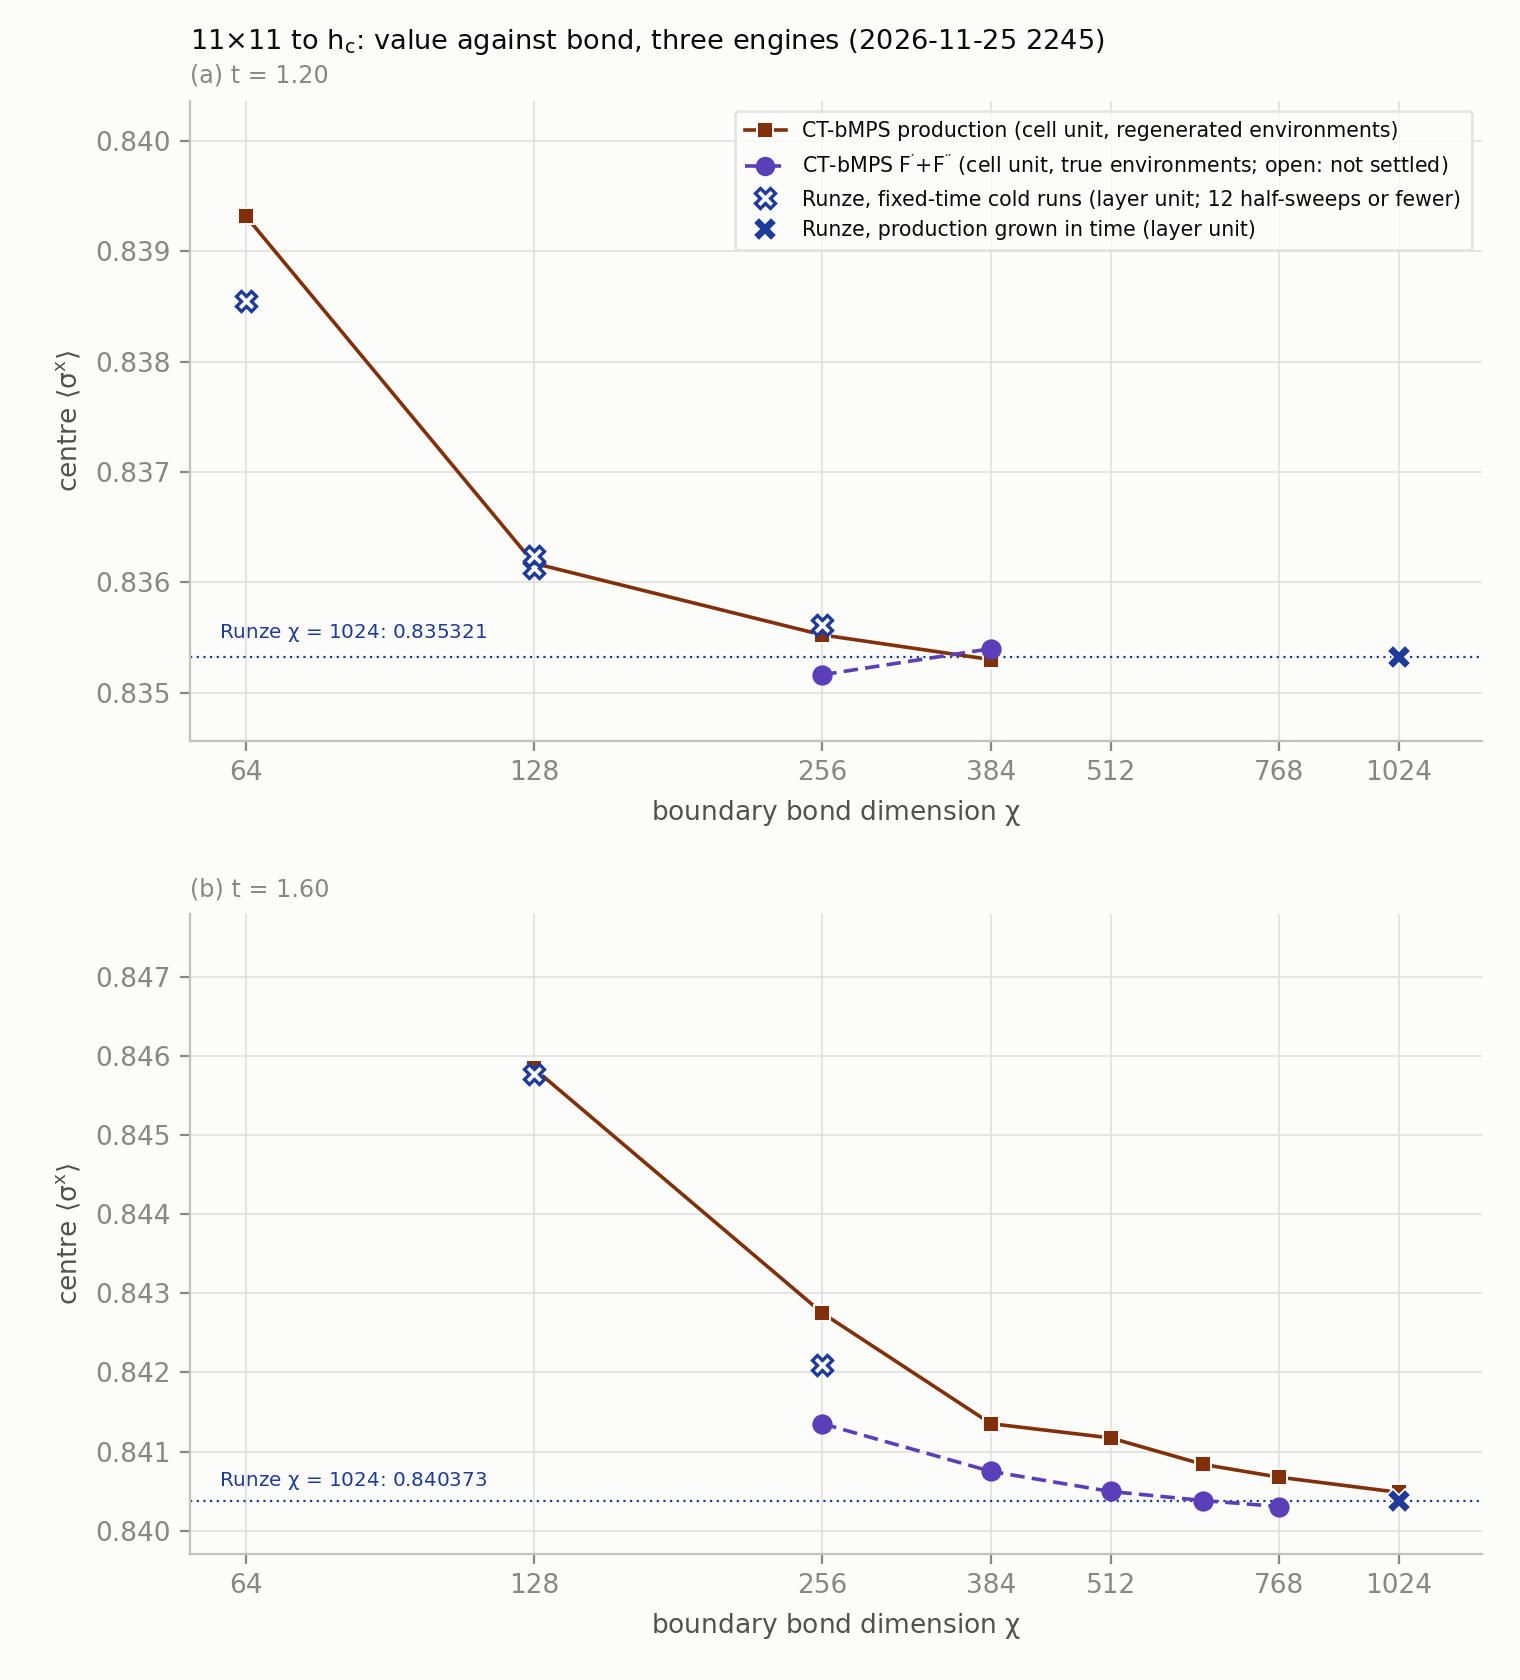 11×11 to hc: value against bond, three engines (2026-11-25 2245)
(a) t = 1.20
CT-bMPS production (cell unit, regenerated environments)
CT-bMPS F′+F″ (cell unit, true environments; open: not settled)
Runze, fixed-time cold runs (layer unit; 12 half-sweeps or fewer)
Runze, production grown in time (layer unit)
0.840
0.839
0.838
0.837
0.836
0.835
centre ⟨σˣ⟩
Runze χ = 1024: 0.835321
64 128 256 384 512 768 1024
boundary bond dimension χ
(b) t = 1.60
0.847
0.846
0.845
0.844
0.843
0.842
0.841
0.840
centre ⟨σˣ⟩
Runze χ = 1024: 0.840373
64 128 256 384 512 768 1024
boundary bond dimension χ